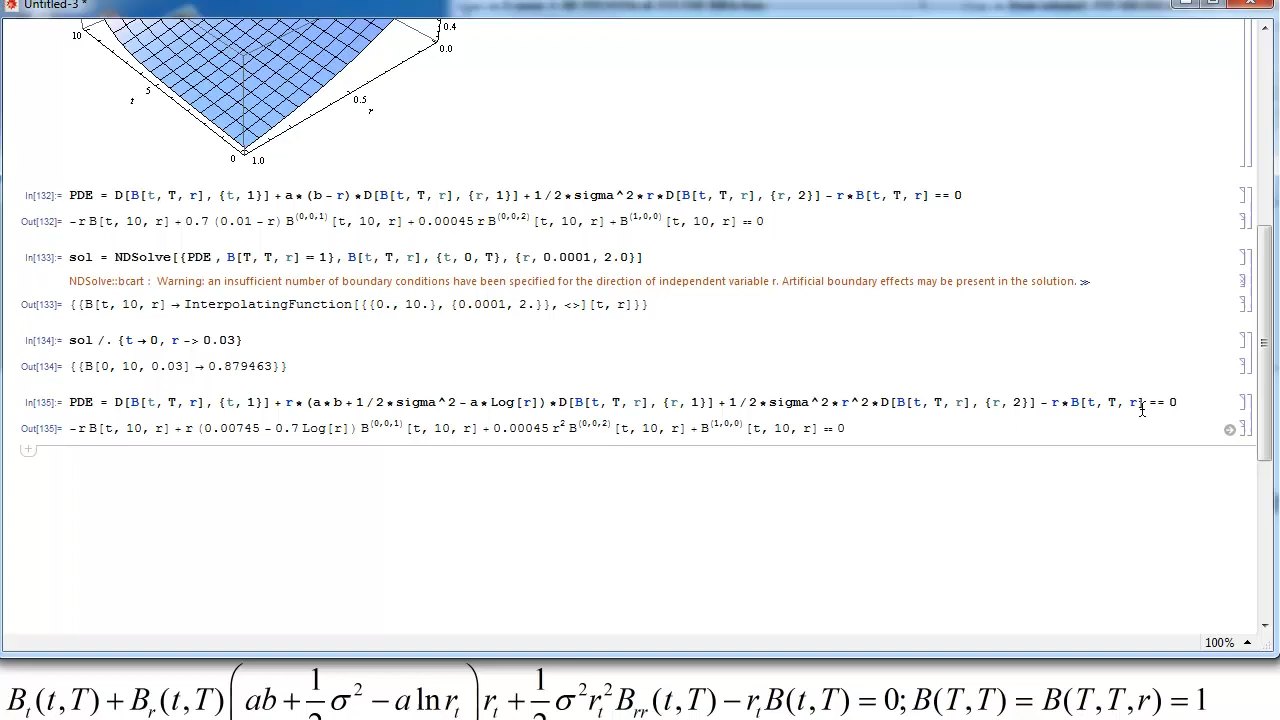 Untitled-3 *
10
0.4
0.0
5
t
0.5
r
0
1.0
In[132]:= PDE = D[B[t, T, r], {t, 1}] + a*(b-r)*D[B[t, T, r], {r, 1}] + 1/2*sigma^2*r*D[B[t, T, r], {r, 2}] - r*B[t, T, r] == 0
Out[132]= -r B[t, 10, r] + 0.7 (0.01 - r) B^(0,0,1)[t, 10, r] + 0.00045 r B^(0,0,2)[t, 10, r] + B^(1,0,0)[t, 10, r] == 0
In[133]:= sol = NDSolve[{PDE , B[T, T, r] == 1}, B[t, T, r], {t, 0, T}, {r, 0.0001, 2.0}]
NDSolve::bcart : Warning: an insufficient number of boundary conditions have been specified for the direction of independent variable r. Artificial boundary effects may be present in the solution. ≫
Out[133]= {{B[t, 10, r] → InterpolatingFunction[{{0., 10.}, {0.0001, 2.}}, <>][t, r]}}
In[134]:= sol /. {t → 0, r -> 0.03}
Out[134]= {{B[0, 10, 0.03] → 0.879463}}
In[135]:= PDE = D[B[t, T, r], {t, 1}] + r*(a*b + 1/2*sigma^2 - a*Log[r])*D[B[t, T, r], {r, 1}] + 1/2*sigma^2*r^2*D[B[t, T, r], {r, 2}] - r*B[t, T, r] == 0
Out[135]= -r B[t, 10, r] + r (0.00745 - 0.7 Log[r]) B^(0,0,1)[t, 10, r] + 0.00045 r² B^(0,0,2)[t, 10, r] + B^(1,0,0)[t, 10, r] == 0
100%
B_t(t,T) + B_r(t,T)(ab + 1/2 σ² - a ln r_t) r_t + 1/2 σ² r_t² B_rr(t,T) - r_t B(t,T) = 0; B(T,T) = B(T,T,r) = 1